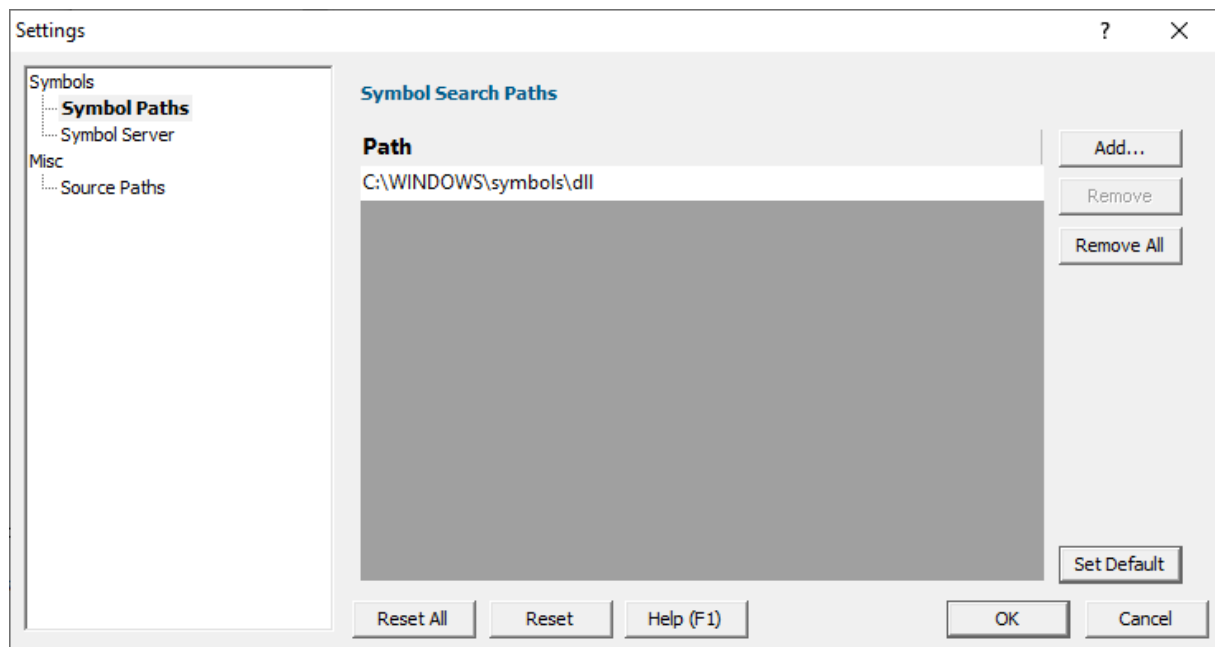 Settings
?
Symbols
Symbol Paths
Symbol Server
Misc
Source Paths
Symbol Search Paths
Path
C:\WINDOWS\symbols\dll
Add...
Remove
Remove All
Set Default
Reset All
Reset
Help (F1)
OK
Cancel